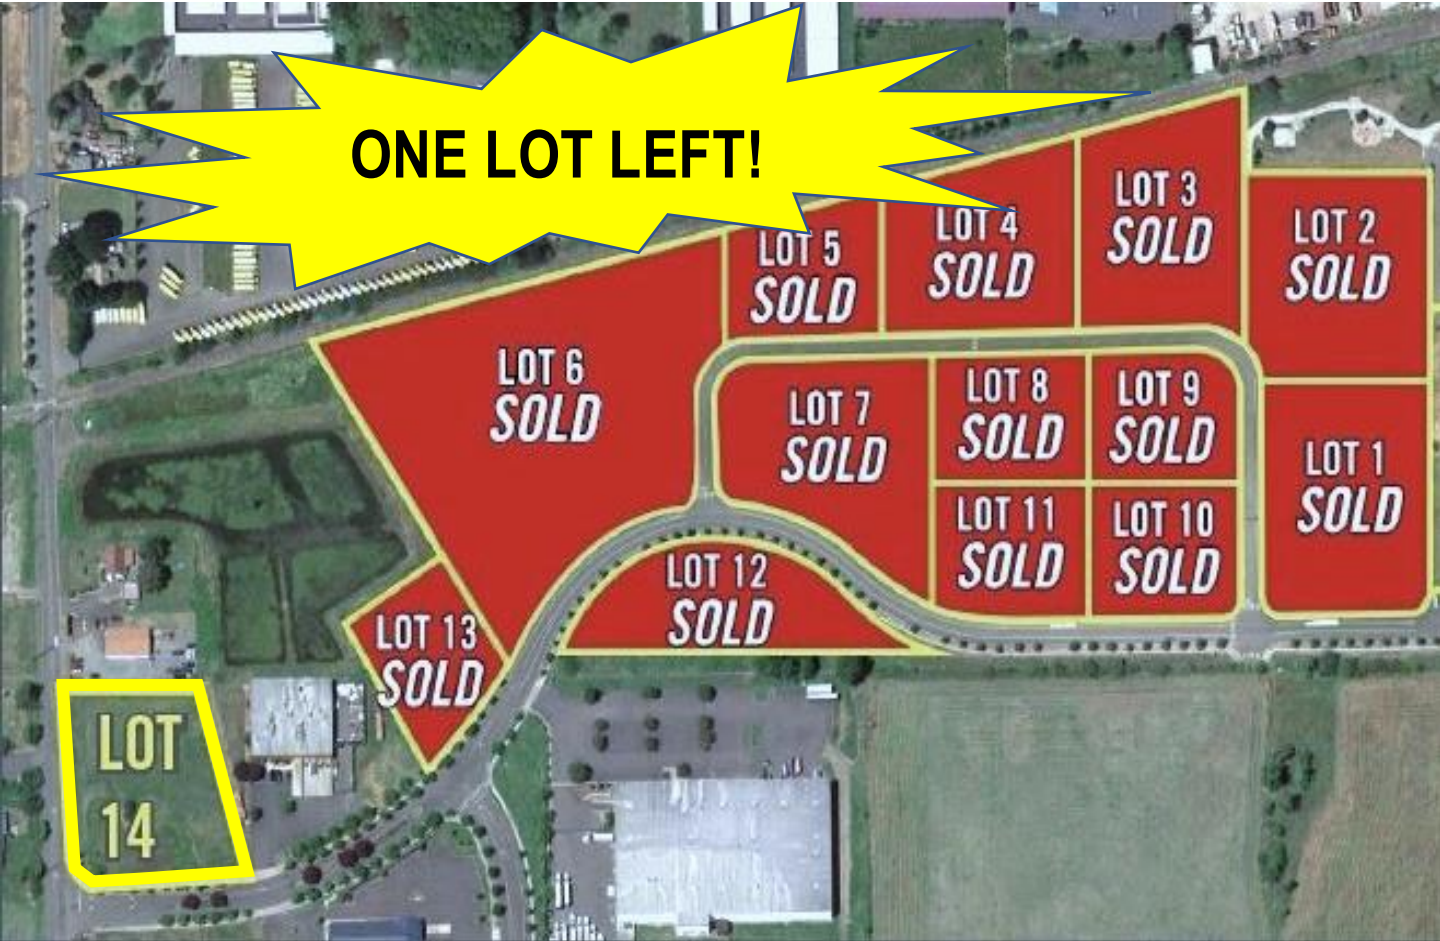 ONE LOT LEFT!
LOT 3
SOLD
LOT 4
SOLD
LOT 2
SOLD
LOT 5
SOLD
LOT 6
SOLD
LOT 7
SOLD
LOT 8
SOLD
LOT 9
SOLD
LOT 1
SOLD
LOT 11
SOLD
LOT 10
SOLD
LOT 12
SOLD
LOT 13
SOLD
LOT
14